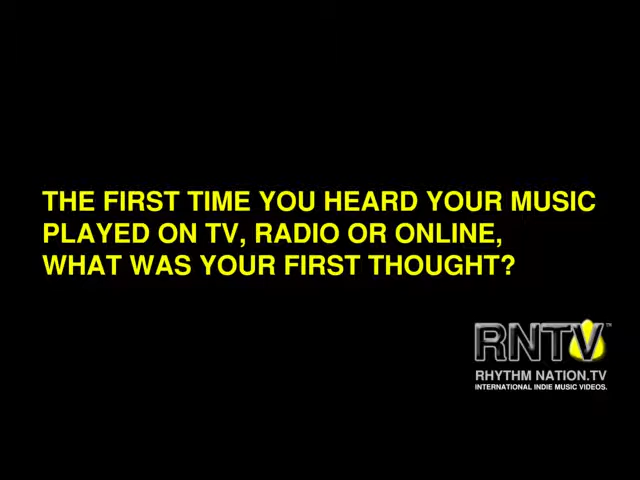 THE FIRST TIME YOU HEARD YOUR MUSIC
PLAYED ON TV, RADIO OR ONLINE,
WHAT WAS YOUR FIRST THOUGHT?
RNTV™
RHYTHM NATION.TV
INTERNATIONAL INDIE MUSIC VIDEOS.